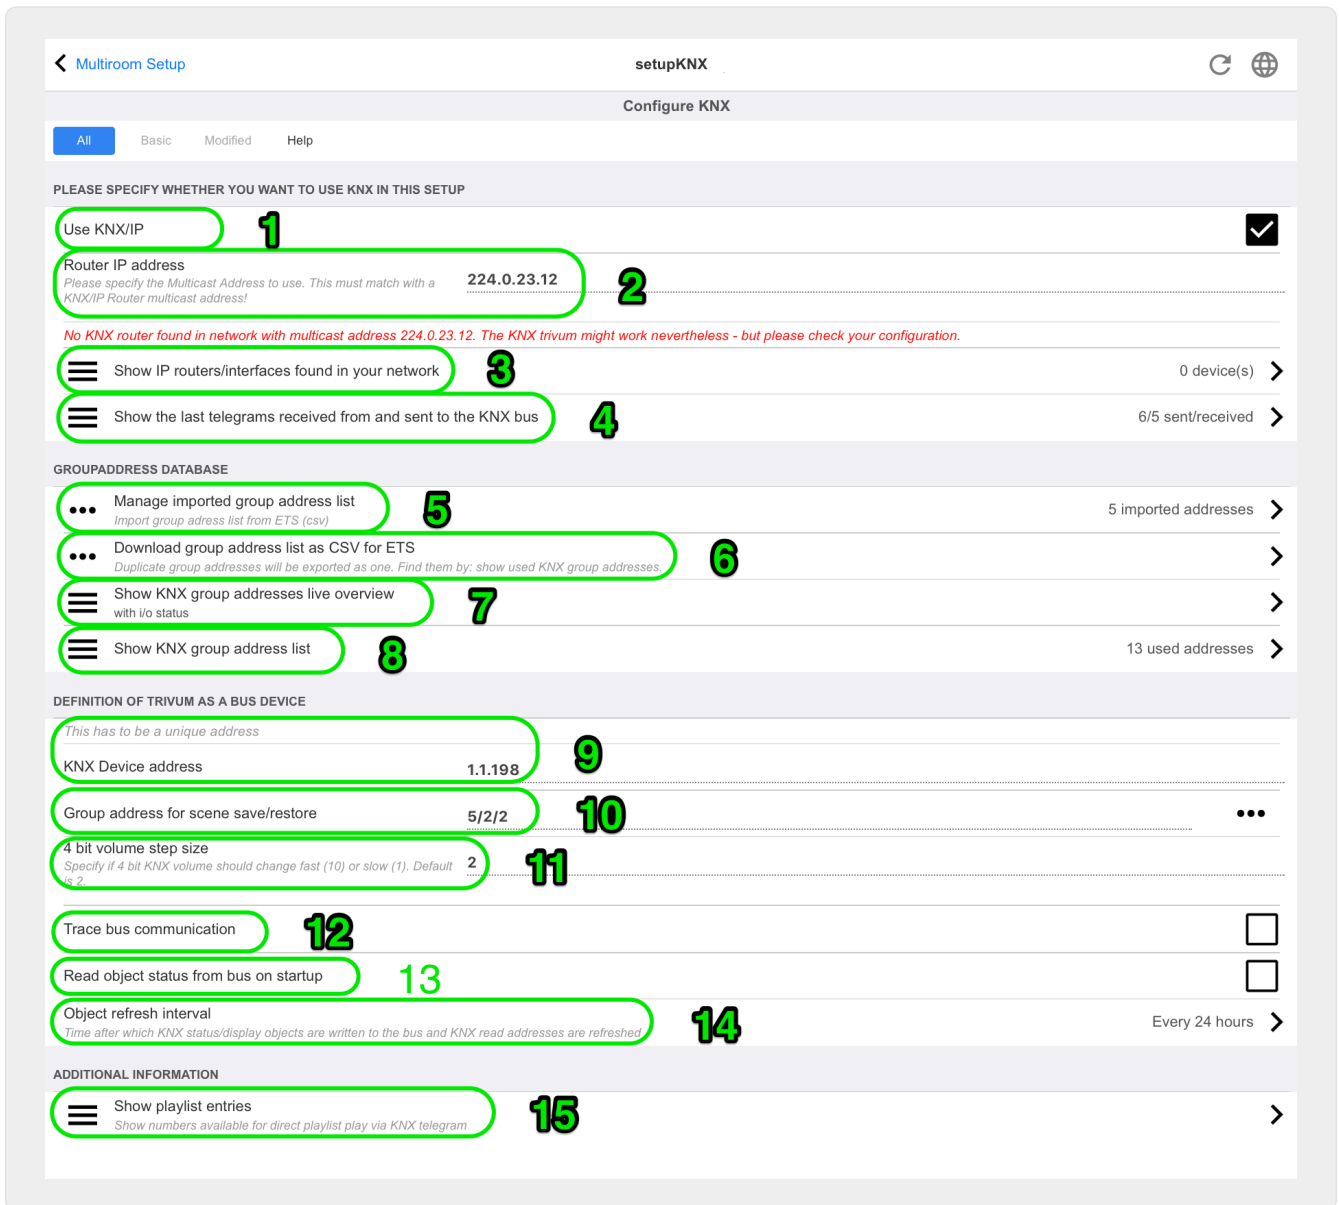 Multiroom Setup
setupKNX
Configure KNX
All Basic Modified Help
PLEASE SPECIFY WHETHER YOU WANT TO USE KNX IN THIS SETUP
Use KNX/IP 1
Router IP address
Please specify the Multicast Address to use. This must match with a
KNX/IP Router multicast address!
224.0.23.12 2
No KNX router found in network with multicast address 224.0.23.12. The KNX trivum might work nevertheless - but please check your configuration.
Show IP routers/interfaces found in your network 3 0 device(s)
Show the last telegrams received from and sent to the KNX bus 4 6/5 sent/received
GROUPADDRESS DATABASE
Manage imported group address list
Import group adress list from ETS (csv)
5 5 imported addresses
Download group address list as CSV for ETS
Duplicate group addresses will be exported as one. Find them by: show used KNX group addresses.
6
Show KNX group addresses live overview
with i/o status
7
Show KNX group address list 8 13 used addresses
DEFINITION OF TRIVUM AS A BUS DEVICE
This has to be a unique address
KNX Device address 1.1.198 9
Group address for scene save/restore 5/2/2 10
4 bit volume step size
Specify if 4 bit KNX volume should change fast (10) or slow (1). Default
is 2.
2 11
Trace bus communication 12
Read object status from bus on startup 13
Object refresh interval
Time after which KNX status/display objects are written to the bus and KNX read addresses are refreshed
14 Every 24 hours
ADDITIONAL INFORMATION
Show playlist entries
Show numbers available for direct playlist play via KNX telegram
15